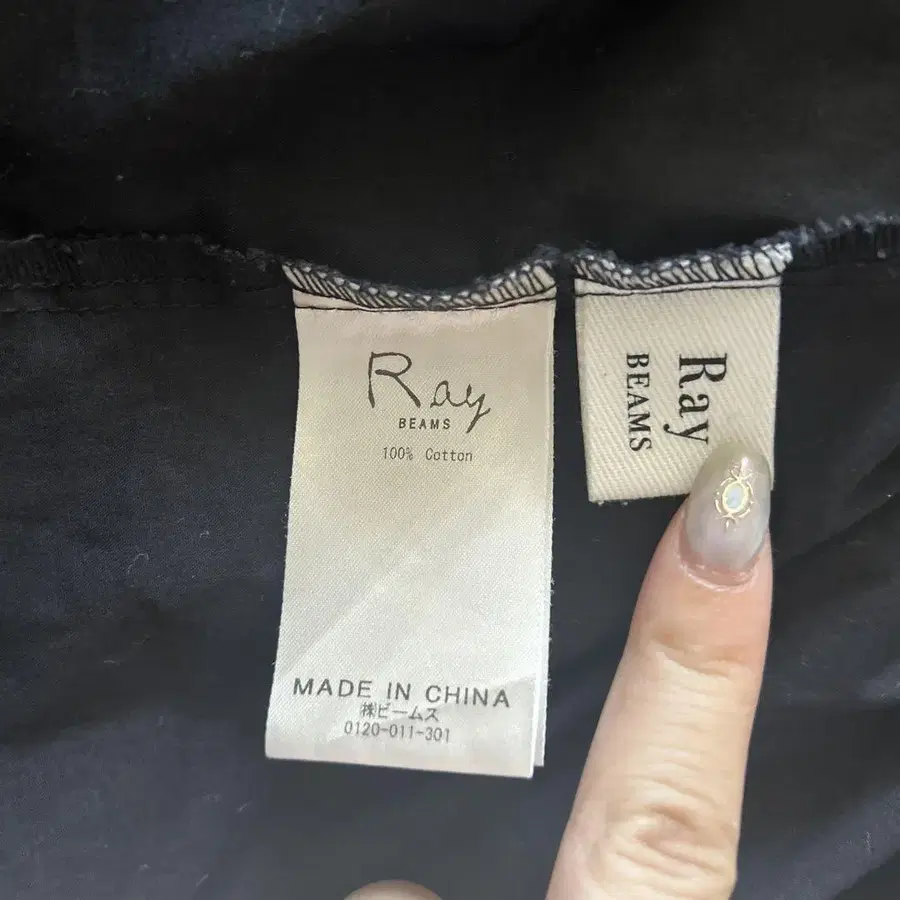 Ray
BEAMS
100% Cotton
MADE IN CHINA
㈱ビームス
0120-011-301
Ray
BEAMS